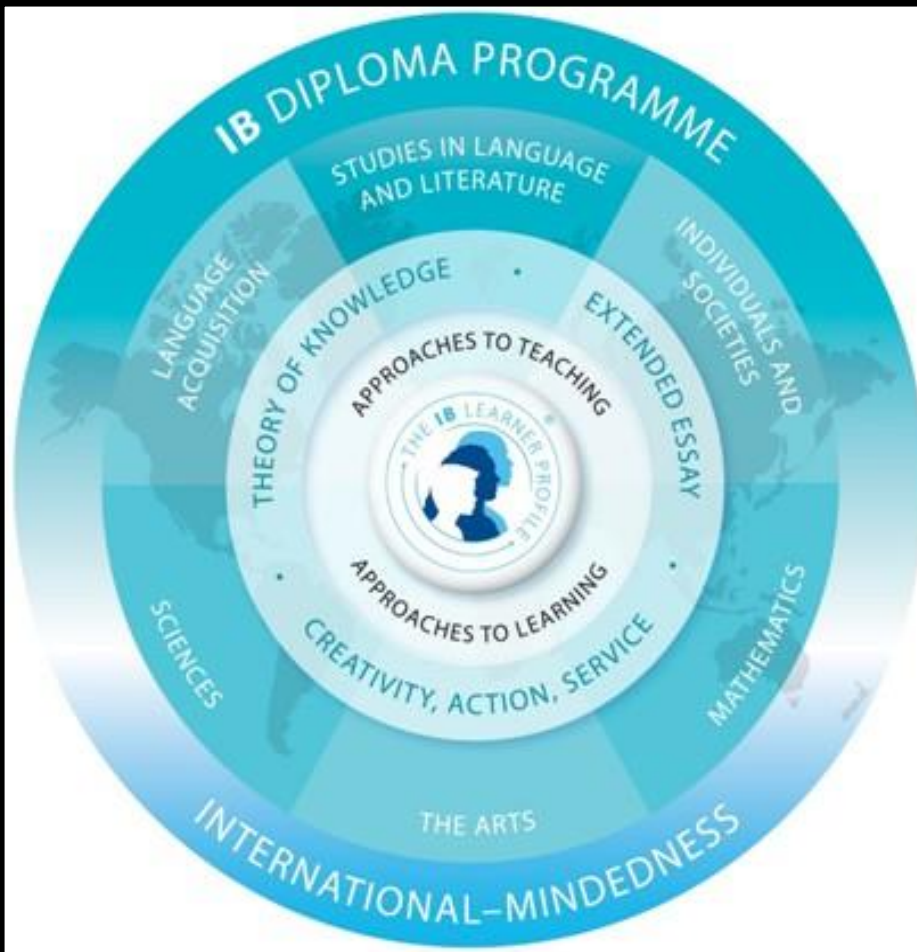 IB DIPLOMA PROGRAMME
STUDIES IN LANGUAGE
AND LITERATURE
LANGUAGE
ACQUISITION
INDIVIDUALS AND
SOCIETIES
THEORY OF KNOWLEDGE
EXTENDED ESSAY
APPROACHES TO TEACHING
THE IB LEARNER PROFILE
®
APPROACHES TO LEARNING
CREATIVITY, ACTION, SERVICE
SCIENCES
MATHEMATICS
THE ARTS
INTERNATIONAL–MINDEDNESS